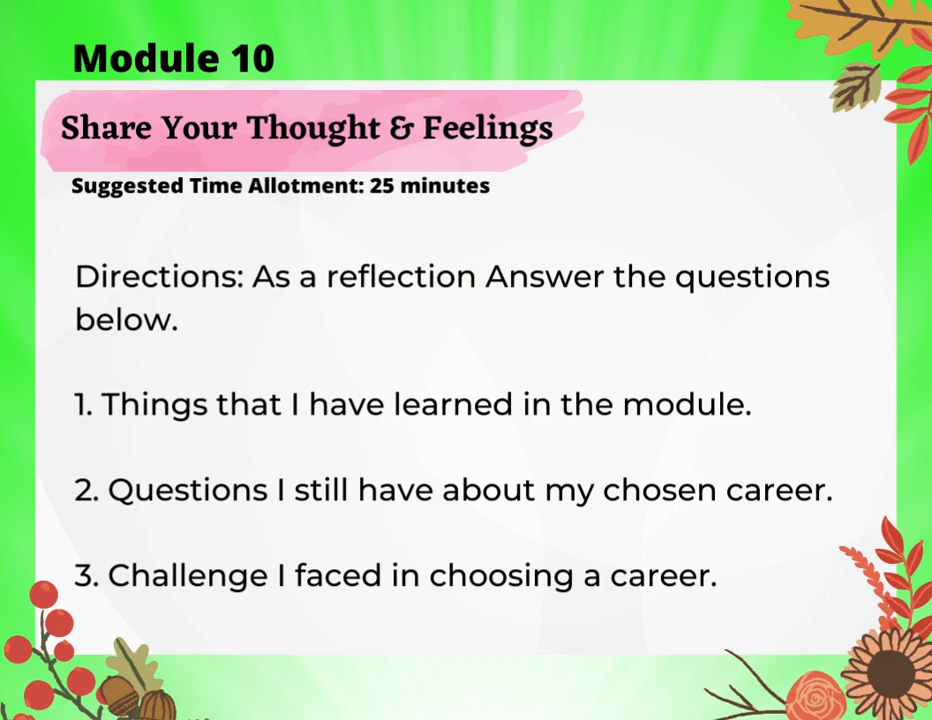 Module 10
Share Your Thought & Feelings
Suggested Time Allotment: 25 minutes
Directions: As a reflection Answer the questions
below.
1. Things that I have learned in the module.
2. Questions I still have about my chosen career.
3. Challenge I faced in choosing a career.